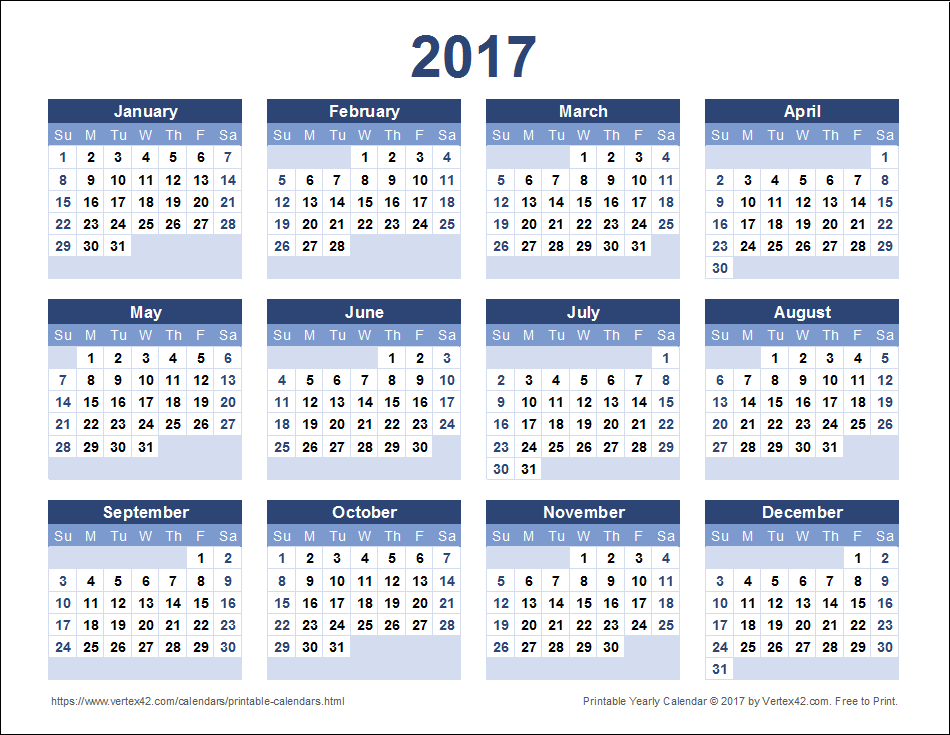 2017
January February March April
Su M Tu W Th F Sa Su M Tu W Th F Sa Su M Tu W Th F Sa Su M Tu W Th F Sa
1 2 3 4 5 6 7 1 2 3 4 1 2 3 4 1
8 9 10 11 12 13 14 5 6 7 8 9 10 11 5 6 7 8 9 10 11 2 3 4 5 6 7 8
15 16 17 18 19 20 21 12 13 14 15 16 17 18 12 13 14 15 16 17 18 9 10 11 12 13 14 15
22 23 24 25 26 27 28 19 20 21 22 23 24 25 19 20 21 22 23 24 25 16 17 18 19 20 21 22
29 30 31 26 27 28 26 27 28 29 30 31 23 24 25 26 27 28 29
30
May June July August
Su M Tu W Th F Sa Su M Tu W Th F Sa Su M Tu W Th F Sa Su M Tu W Th F Sa
1 2 3 4 5 6 1 2 3 1 1 2 3 4 5
7 8 9 10 11 12 13 4 5 6 7 8 9 10 2 3 4 5 6 7 8 6 7 8 9 10 11 12
14 15 16 17 18 19 20 11 12 13 14 15 16 17 9 10 11 12 13 14 15 13 14 15 16 17 18 19
21 22 23 24 25 26 27 18 19 20 21 22 23 24 16 17 18 19 20 21 22 20 21 22 23 24 25 26
28 29 30 31 25 26 27 28 29 30 23 24 25 26 27 28 29 27 28 29 30 31
30 31
September October November December
Su M Tu W Th F Sa Su M Tu W Th F Sa Su M Tu W Th F Sa Su M Tu W Th F Sa
1 2 1 2 3 4 5 6 7 1 2 3 4 1 2
3 4 5 6 7 8 9 8 9 10 11 12 13 14 5 6 7 8 9 10 11 3 4 5 6 7 8 9
10 11 12 13 14 15 16 15 16 17 18 19 20 21 12 13 14 15 16 17 18 10 11 12 13 14 15 16
17 18 19 20 21 22 23 22 23 24 25 26 27 28 19 20 21 22 23 24 25 17 18 19 20 21 22 23
24 25 26 27 28 29 30 29 30 31 26 27 28 29 30 24 25 26 27 28 29 30
31
https://www.vertex42.com/calendars/printable-calendars.html Printable Yearly Calendar © 2017 by Vertex42.com. Free to Print.